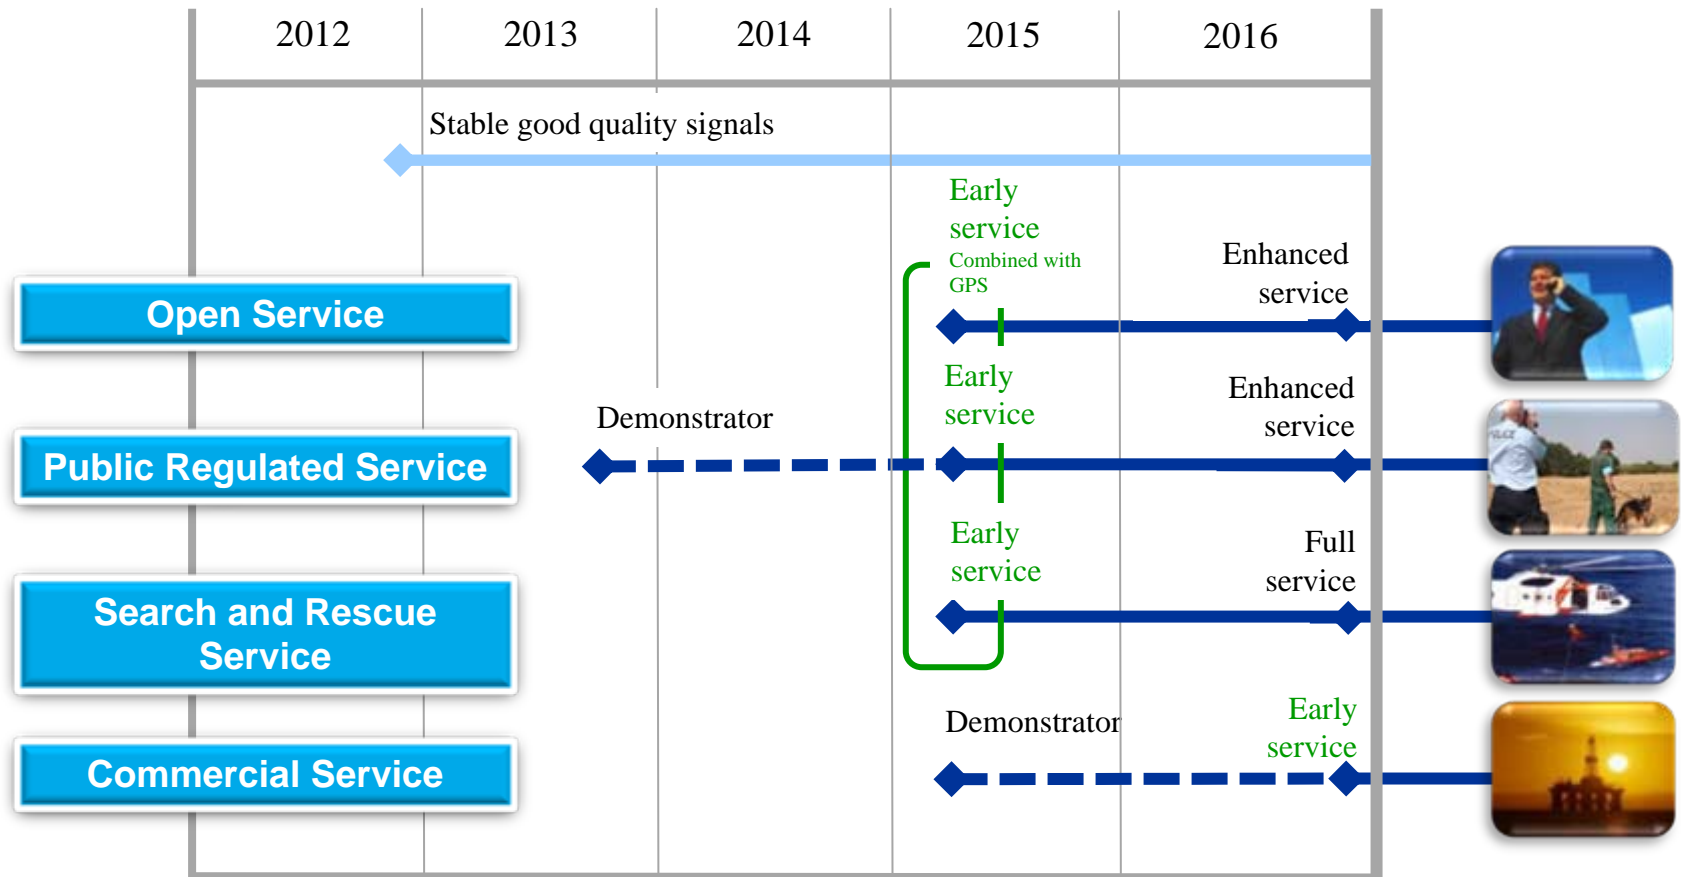 2012
2013
2014
2015
2016
Stable good quality signals
Early
service
Combined with
GPS
Enhanced
service
Open Service
Early
service
Enhanced
service
Demonstrator
Public Regulated Service
Early
service
Full
service
Search and Rescue
Service
Demonstrator
Early
service
Commercial Service